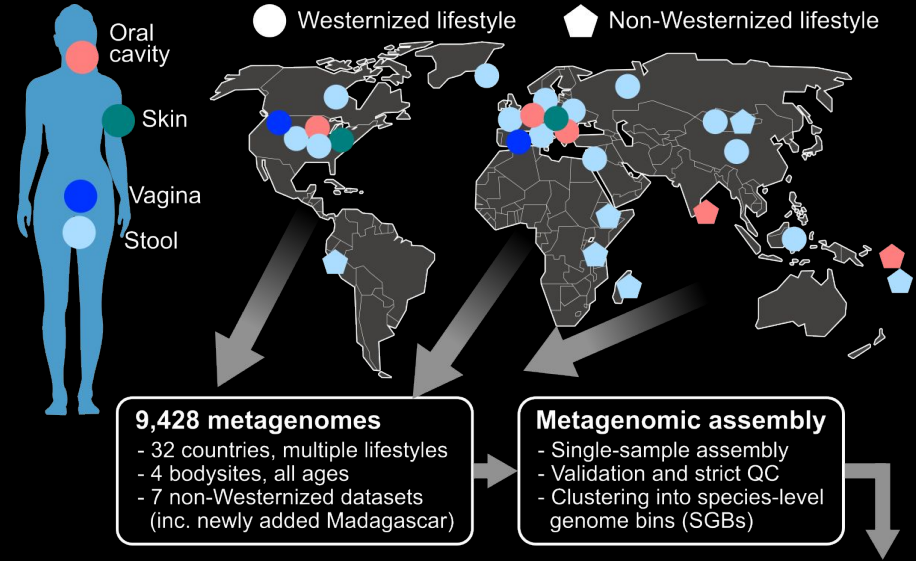 Westernized lifestyle
Non-Westernized lifestyle
Oral
cavity
Skin
Vagina
Stool
9,428 metagenomes
- 32 countries, multiple lifestyles
- 4 bodysites, all ages
- 7 non-Westernized datasets
(inc. newly added Madagascar)
Metagenomic assembly
- Single-sample assembly
- Validation and strict QC
- Clustering into species-level
genome bins (SGBs)